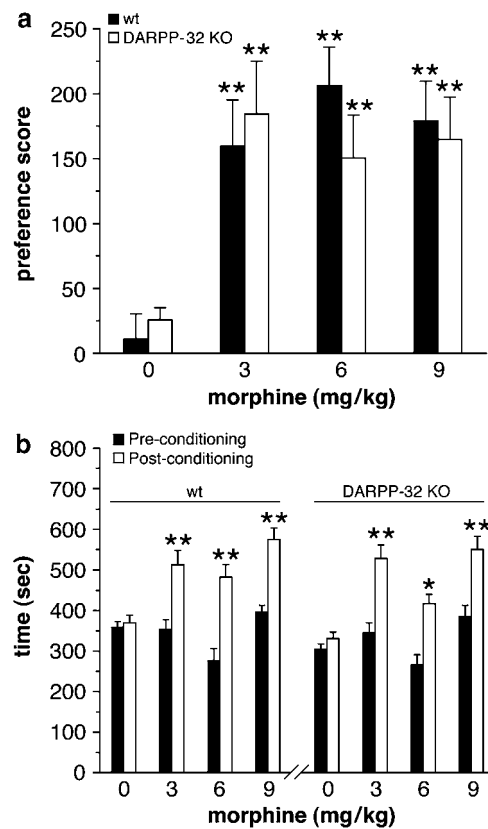 a
wt
DARPP-32 KO
250
200
150
100
50
0
preference score
** ** ** ** ** **
0 3 6 9
morphine (mg/kg)
b
Pre-conditioning
Post-conditioning
wt DARPP-32 KO
800
700
600
500
400
300
200
100
0
time (sec)
** ** ** ** * **
0 3 6 9 0 3 6 9
morphine (mg/kg)